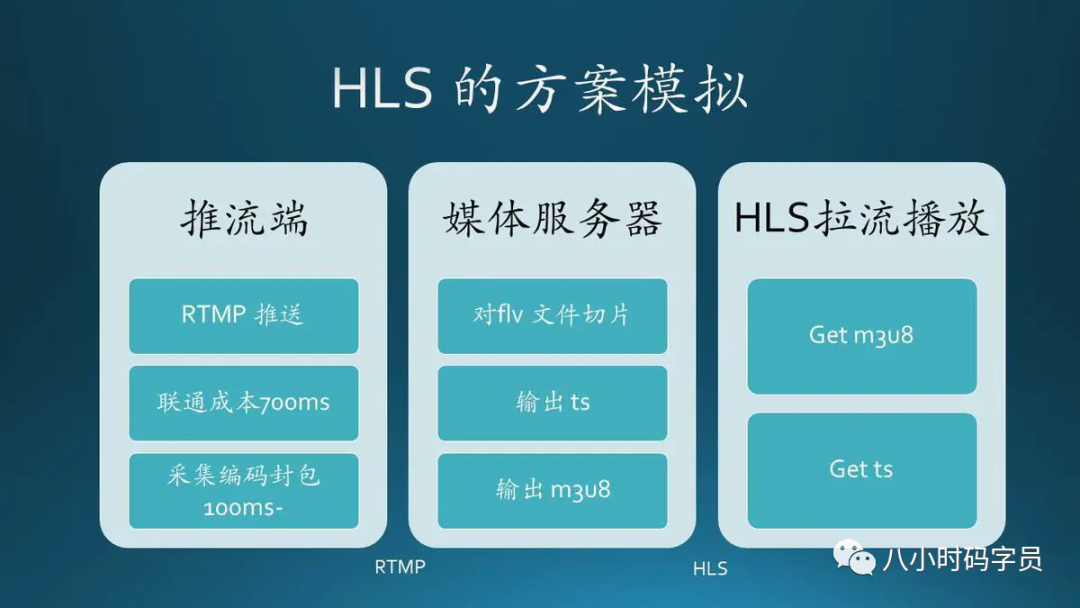 HLS 的方案模拟
推流端
RTMP 推送
联通成本700ms
采集编码封包
100ms-
媒体服务器
对flv 文件切片
输出 ts
输出 m3u8
HLS拉流播放
Get m3u8
Get ts
RTMP
HLS
八小时码字员